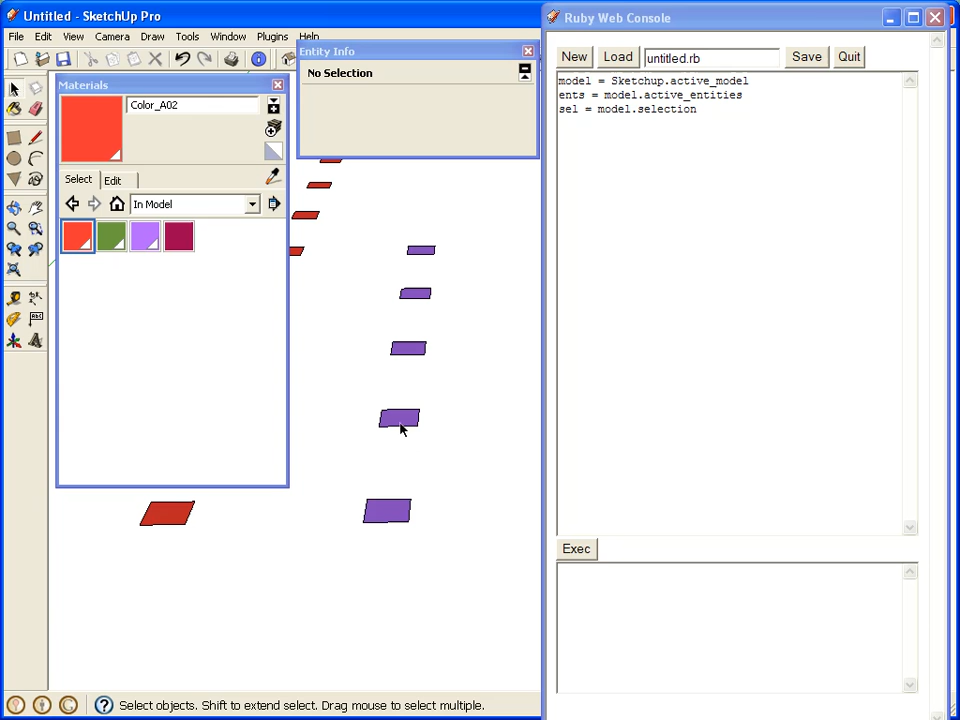 Untitled - SketchUp Pro
File Edit View Camera Draw Tools Window Plugins Help
Materials
Color_A02
Select Edit
In Model
Entity Info
No Selection
Ruby Web Console
New Load untitled.rb Save Quit
model = Sketchup.active_model
ents = model.active_entities
sel = model.selection
Exec
Select objects. Shift to extend select. Drag mouse to select multiple.